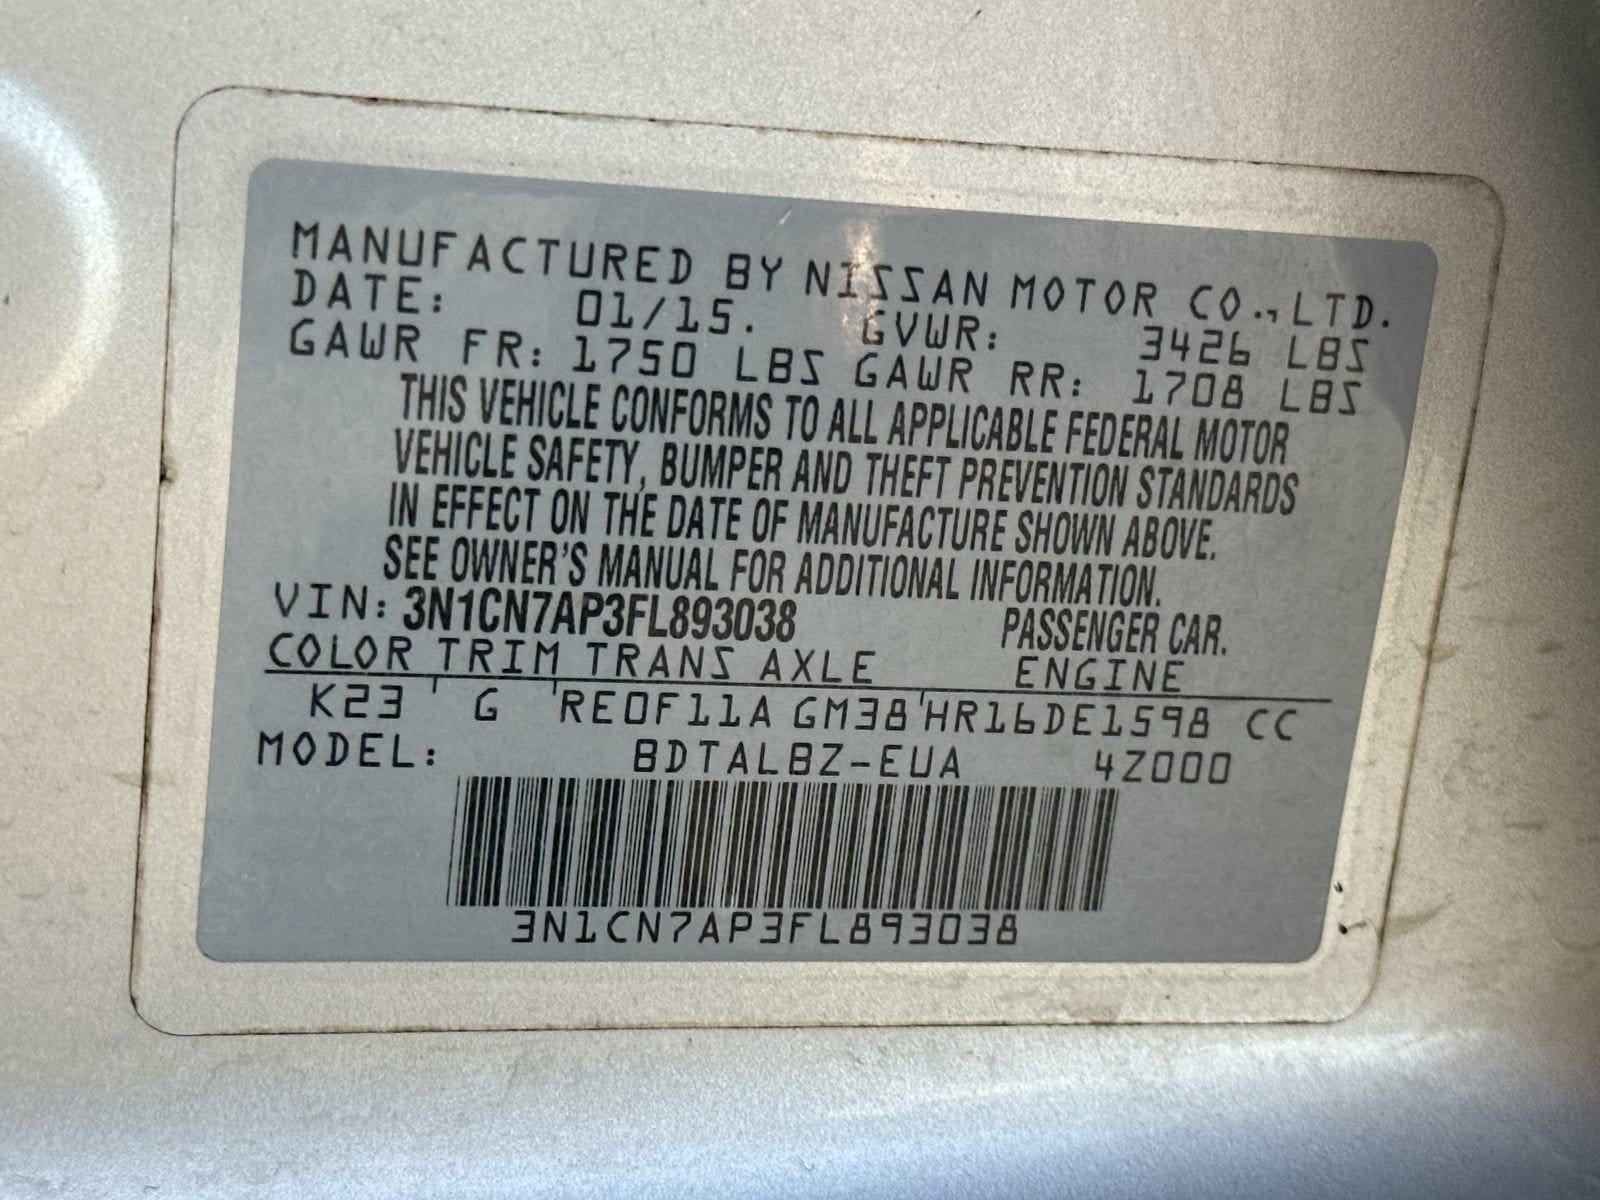 MANUFACTURED BY NISSAN MOTOR CO., LTD.
DATE: 01/15. GVWR: 3426 LBS
GAWR FR: 1750 LBS GAWR RR: 1708 LBS
THIS VEHICLE CONFORMS TO ALL APPLICABLE FEDERAL MOTOR
VEHICLE SAFETY, BUMPER AND THEFT PREVENTION STANDARDS
IN EFFECT ON THE DATE OF MANUFACTURE SHOWN ABOVE.
SEE OWNER'S MANUAL FOR ADDITIONAL INFORMATION.
VIN: 3N1CN7AP3FL893038 PASSENGER CAR.
COLOR TRIM TRANS AXLE ENGINE
K23 G RE0F11A GM38 HR16DE1598 CC
MODEL: BDTALBZ-EUA 4Z000
3N1CN7AP3FL893038